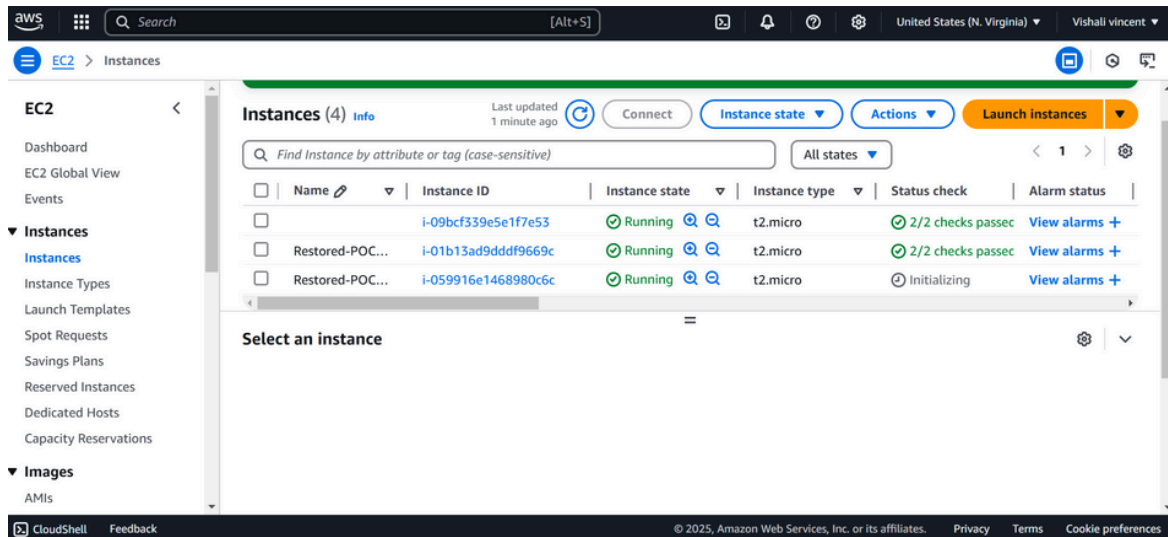 aws Search [Alt+S] United States (N. Virginia) Vishali vincent
EC2 > Instances
EC2
Dashboard
EC2 Global View
Events
Instances
Instances
Instance Types
Launch Templates
Spot Requests
Savings Plans
Reserved Instances
Dedicated Hosts
Capacity Reservations
Images
AMIs
Instances (4) Info
Last updated
1 minute ago
Connect Instance state Actions Launch instances
Find Instance by attribute or tag (case-sensitive) All states 1
Name Instance ID Instance state Instance type Status check Alarm status
i-09bcf339e5e1f7e53 Running t2.micro 2/2 checks passec View alarms +
Restored-POC... i-01b13ad9dddf9669c Running t2.micro 2/2 checks passec View alarms +
Restored-POC... i-059916e1468980c6c Running t2.micro Initializing View alarms +
Select an instance
CloudShell Feedback © 2025, Amazon Web Services, Inc. or its affiliates. Privacy Terms Cookie preferences